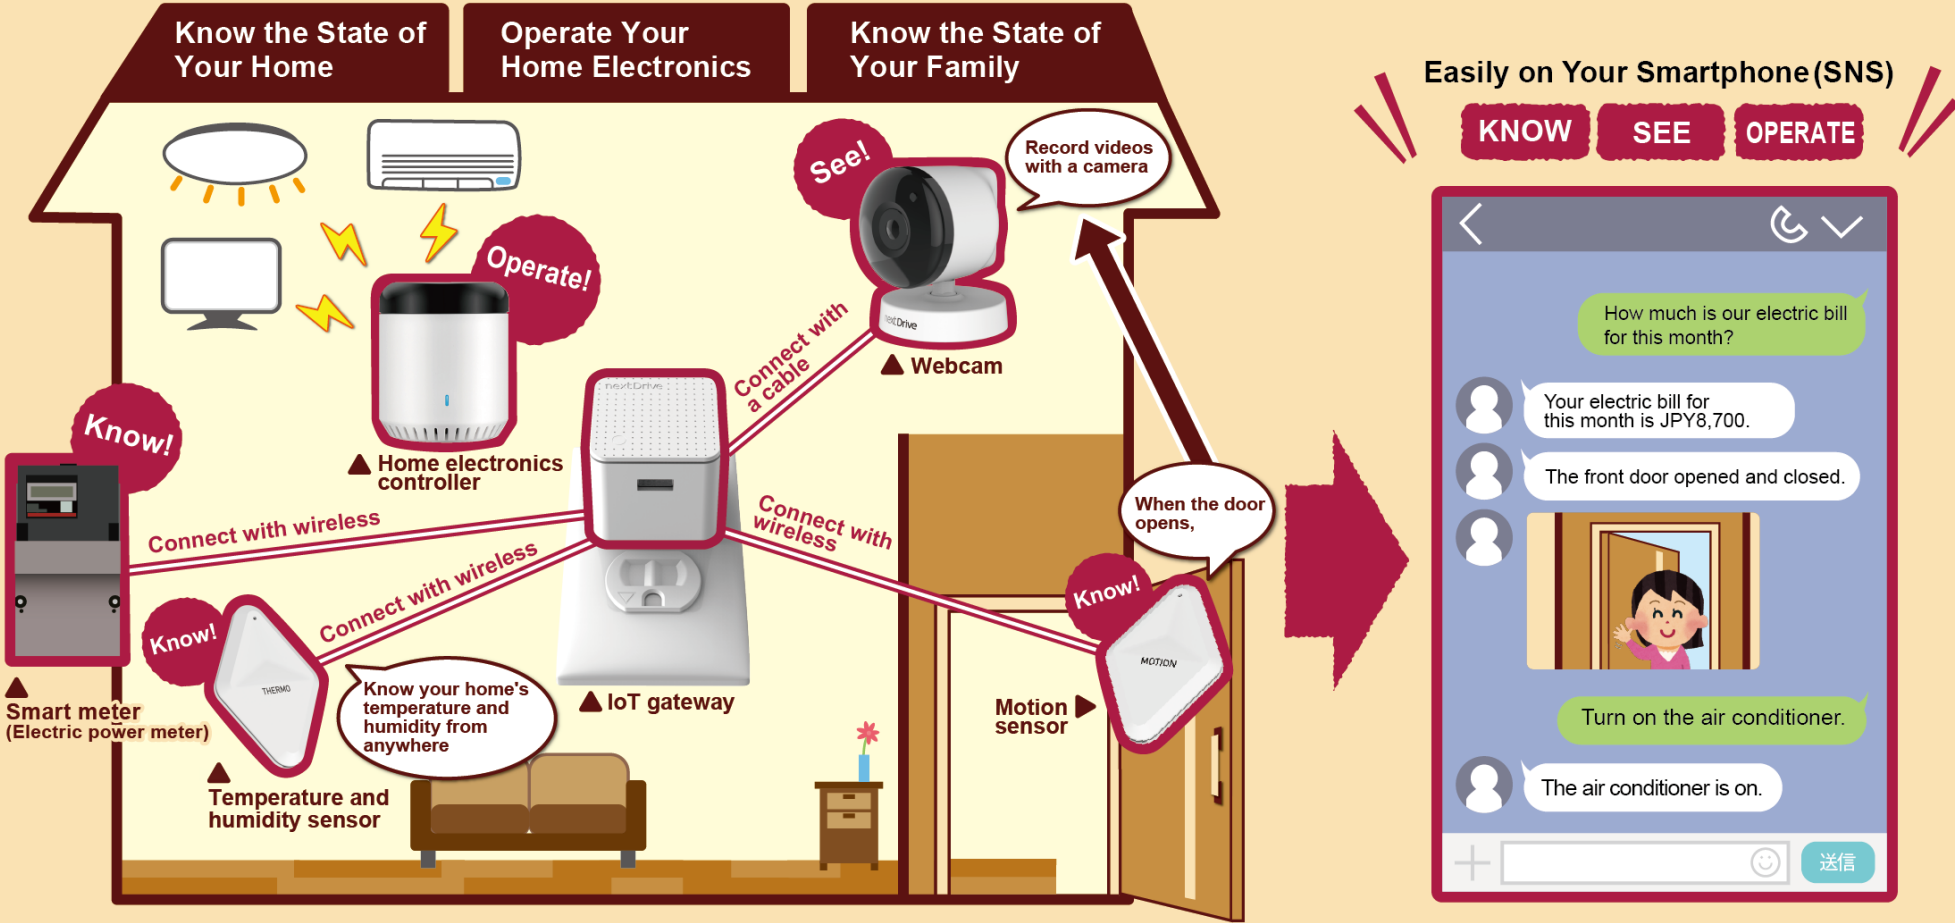 Know the State of
Your Home
Operate Your
Home Electronics
Know the State of
Your Family
See!
Record videos
with a camera
Operate!
nextDrive
Webcam
Connect with
a cable
nextDrive
Know!
Home electronics
controller
Connect with wireless
Connect with wireless
Connect with
wireless
When the door
opens,
Know!
MOTION
Motion
sensor
Know!
THERMO
Know your home's
temperature and
humidity from
anywhere
IoT gateway
Smart meter
(Electric power meter)
Temperature and
humidity sensor
Easily on Your Smartphone (SNS)
KNOW
SEE
OPERATE
How much is our electric bill
for this month?
Your electric bill for
this month is JPY8,700.
The front door opened and closed.
Turn on the air conditioner.
The air conditioner is on.
送信